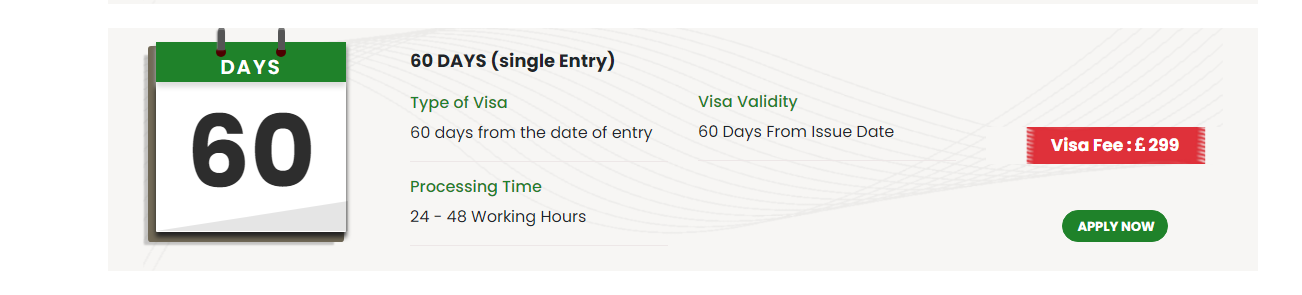 DAYS
60
60 DAYS (single Entry)
Type of Visa
60 days from the date of entry
Visa Validity
60 Days From Issue Date
Processing Time
24 - 48 Working Hours
Visa Fee : £ 299
APPLY NOW